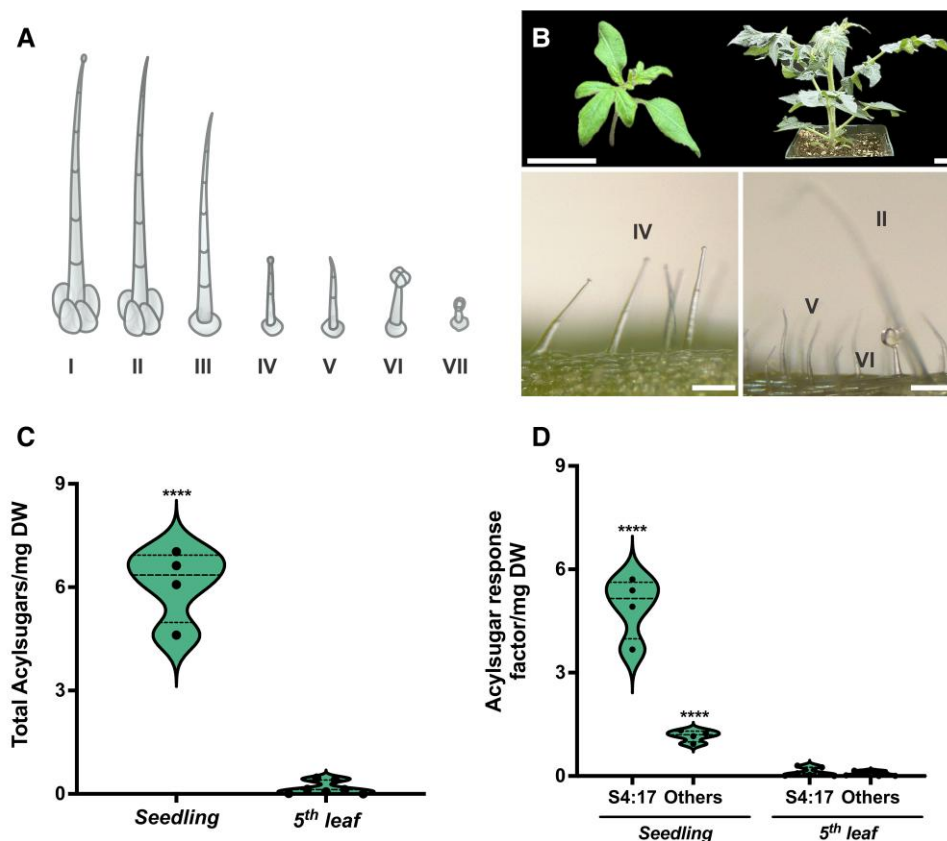 A
I II III IV V VI VII
B
IV
II
V
VI
C
Total Acylsugars/mg DW
9
6
3
0
****
Seedling 5th leaf
D
Acylsugar response
factor/mg DW
9
6
3
0
****
****
S4:17 Others S4:17 Others
Seedling 5th leaf